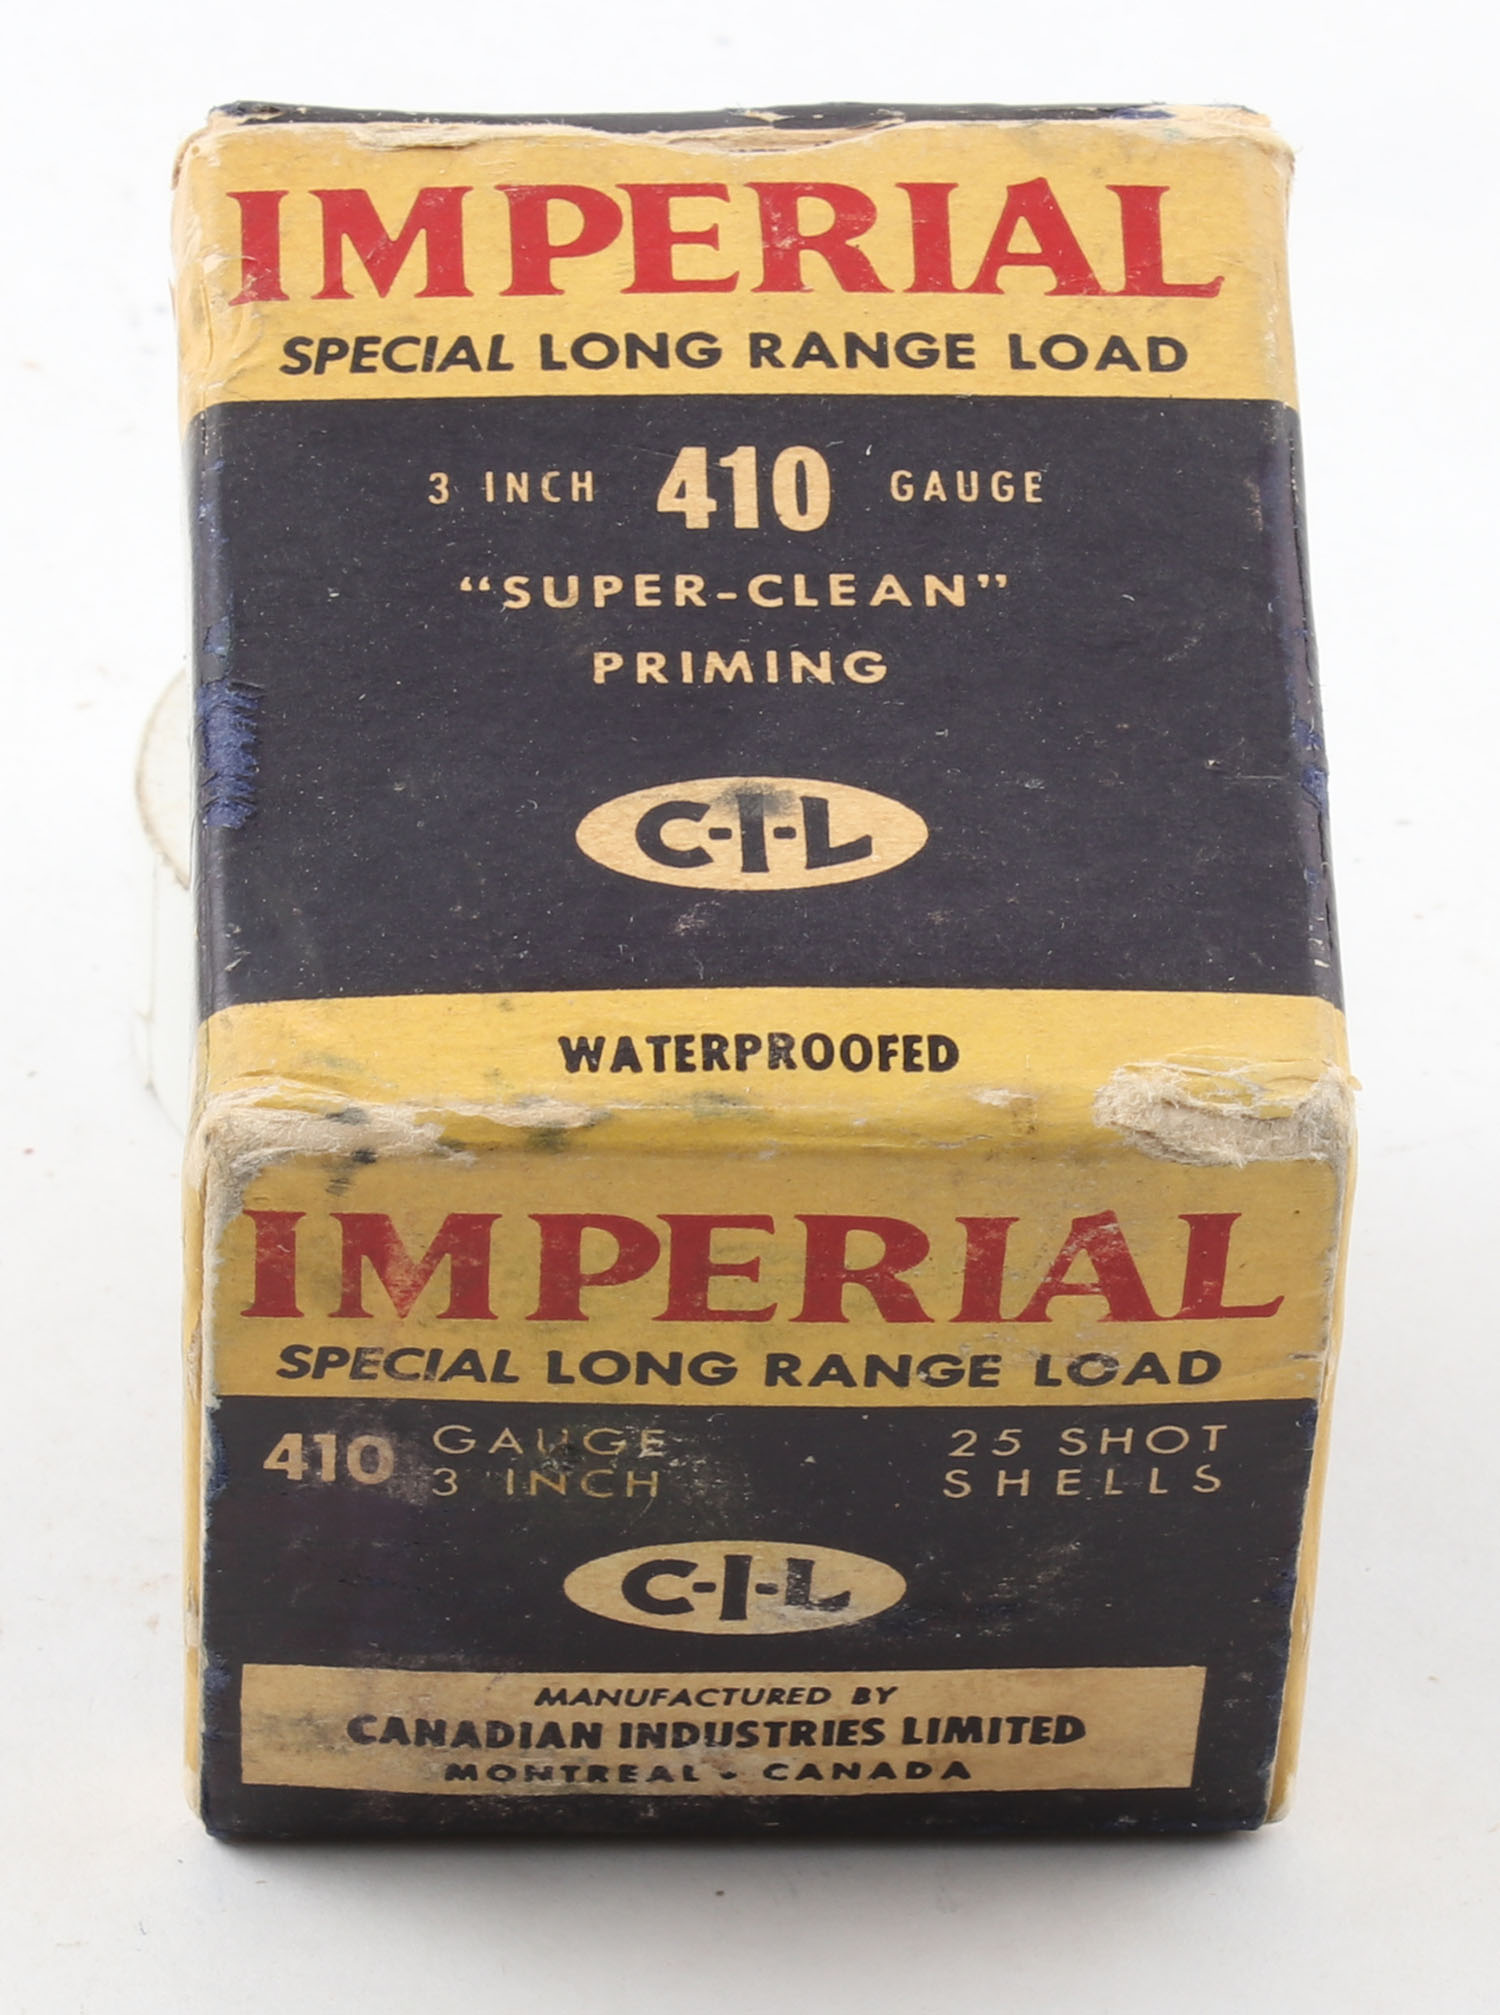 IMPERIAL
SPECIAL LONG RANGE LOAD
3 INCH 410 GAUGE
“SUPER-CLEAN”
PRIMING
C-I-L
WATERPROOFED
IMPERIAL
SPECIAL LONG RANGE LOAD
410 GAUGE 3 INCH
25 SHOT SHELLS
C-I-L
MANUFACTURED BY
CANADIAN INDUSTRIES LIMITED
MONTREAL • CANADA